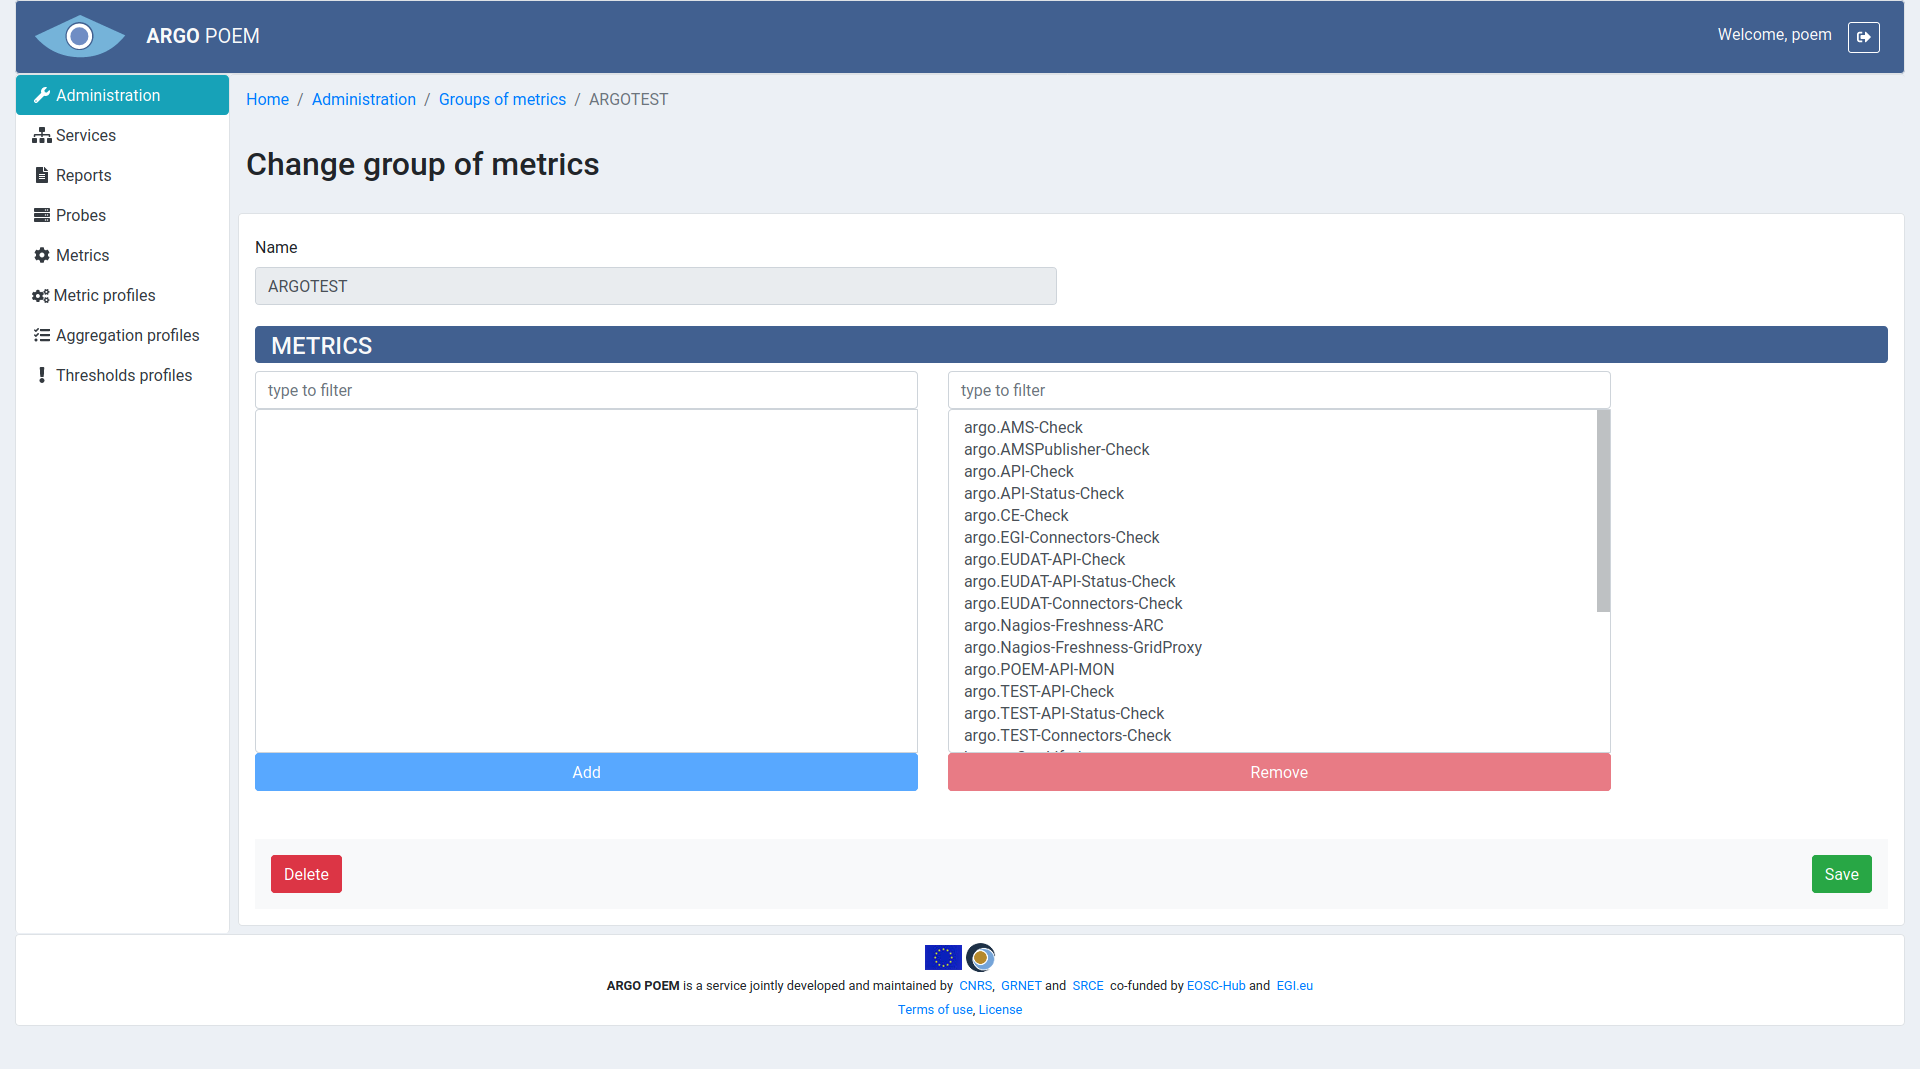 ARGO POEM
Welcome, poem
Administration
Services
Reports
Probes
Metrics
Metric profiles
Aggregation profiles
Thresholds profiles
Home / Administration / Groups of metrics / ARGOTEST
Change group of metrics
Name
ARGOTEST
METRICS
type to filter
Add
type to filter
argo.AMS-Check
argo.AMSPublisher-Check
argo.API-Check
argo.API-Status-Check
argo.CE-Check
argo.EGI-Connectors-Check
argo.EUDAT-API-Check
argo.EUDAT-API-Status-Check
argo.EUDAT-Connectors-Check
argo.Nagios-Freshness-ARC
argo.Nagios-Freshness-GridProxy
argo.POEM-API-MON
argo.TEST-API-Check
argo.TEST-API-Status-Check
argo.TEST-Connectors-Check
Remove
Delete
Save
ARGO POEM is a service jointly developed and maintained by CNRS, GRNET and SRCE co-funded by EOSC-Hub and EGI.eu
Terms of use, License